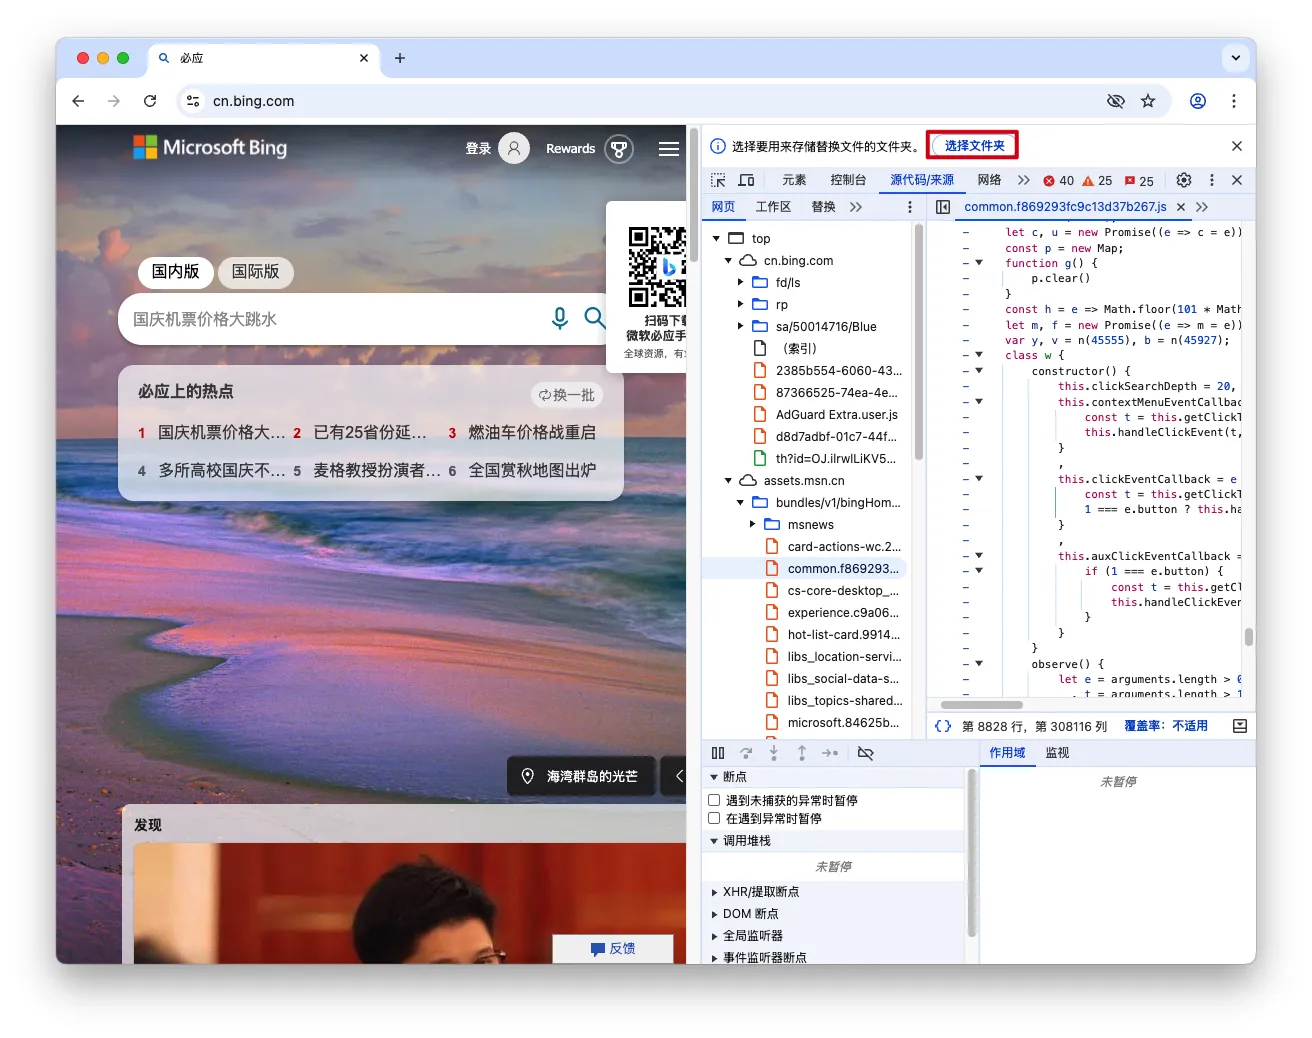 必应
cn.bing.com
Microsoft Bing
登录
Rewards
国内版
国际版
国庆机票价格大跳水
扫码下载
微软必应手
全球资源，有
必应上的热点
换一批
1 国庆机票价格大... 2 已有25省份延... 3 燃油车价格战重启
4 多所高校国庆不... 5 麦格教授扮演者... 6 全国赏秋地图出炉
海湾群岛的光芒
发现
反馈
选择要用来存储替换文件的文件夹。
选择文件夹
元素
控制台
源代码/来源
网络
40
25
25
网页
工作区
替换
common.f869293fc9c13d37b267.js
top
cn.bing.com
fd/ls
rp
sa/50014716/Blue
（索引）
2385b554-6060-43...
87366525-74ea-4e...
AdGuard Extra.user.js
d8d7adbf-01c7-44f...
th?id=OJ.ilrwlLiKV5...
assets.msn.cn
bundles/v1/bingHom...
msnews
card-actions-wc.2...
common.f869293...
cs-core-desktop_...
experience.c9a06...
hot-list-card.9914...
libs_location-servi...
libs_social-data-s...
libs_topics-shared...
microsoft.84625b...
let c, u = new Promise((e => c = e))
const p = new Map;
function g() {
p.clear()
}
const h = e => Math.floor(101 * Math
let m, f = new Promise((e => m = e))
var y, v = n(45555), b = n(45927);
class w {
constructor() {
this.clickSearchDepth = 20,
this.contextMenuEventCallbac
const t = this.getClickT
this.handleClickEvent(t,
}
,
this.clickEventCallback = e
const t = this.getClickT
1 === e.button ? this.ha
}
,
this.auxClickEventCallback =
if (1 === e.button) {
const t = this.getCl
this.handleClickEven
}
}
}
observe() {
let e = arguments.length > 0
, t = arguments.length > 1
第 8828 行，第 308116 列
覆盖率：不适用
断点
遇到未捕获的异常时暂停
在遇到异常时暂停
调用堆栈
未暂停
XHR/提取断点
DOM 断点
全局监听器
事件监听器断点
作用域
监视
未暂停